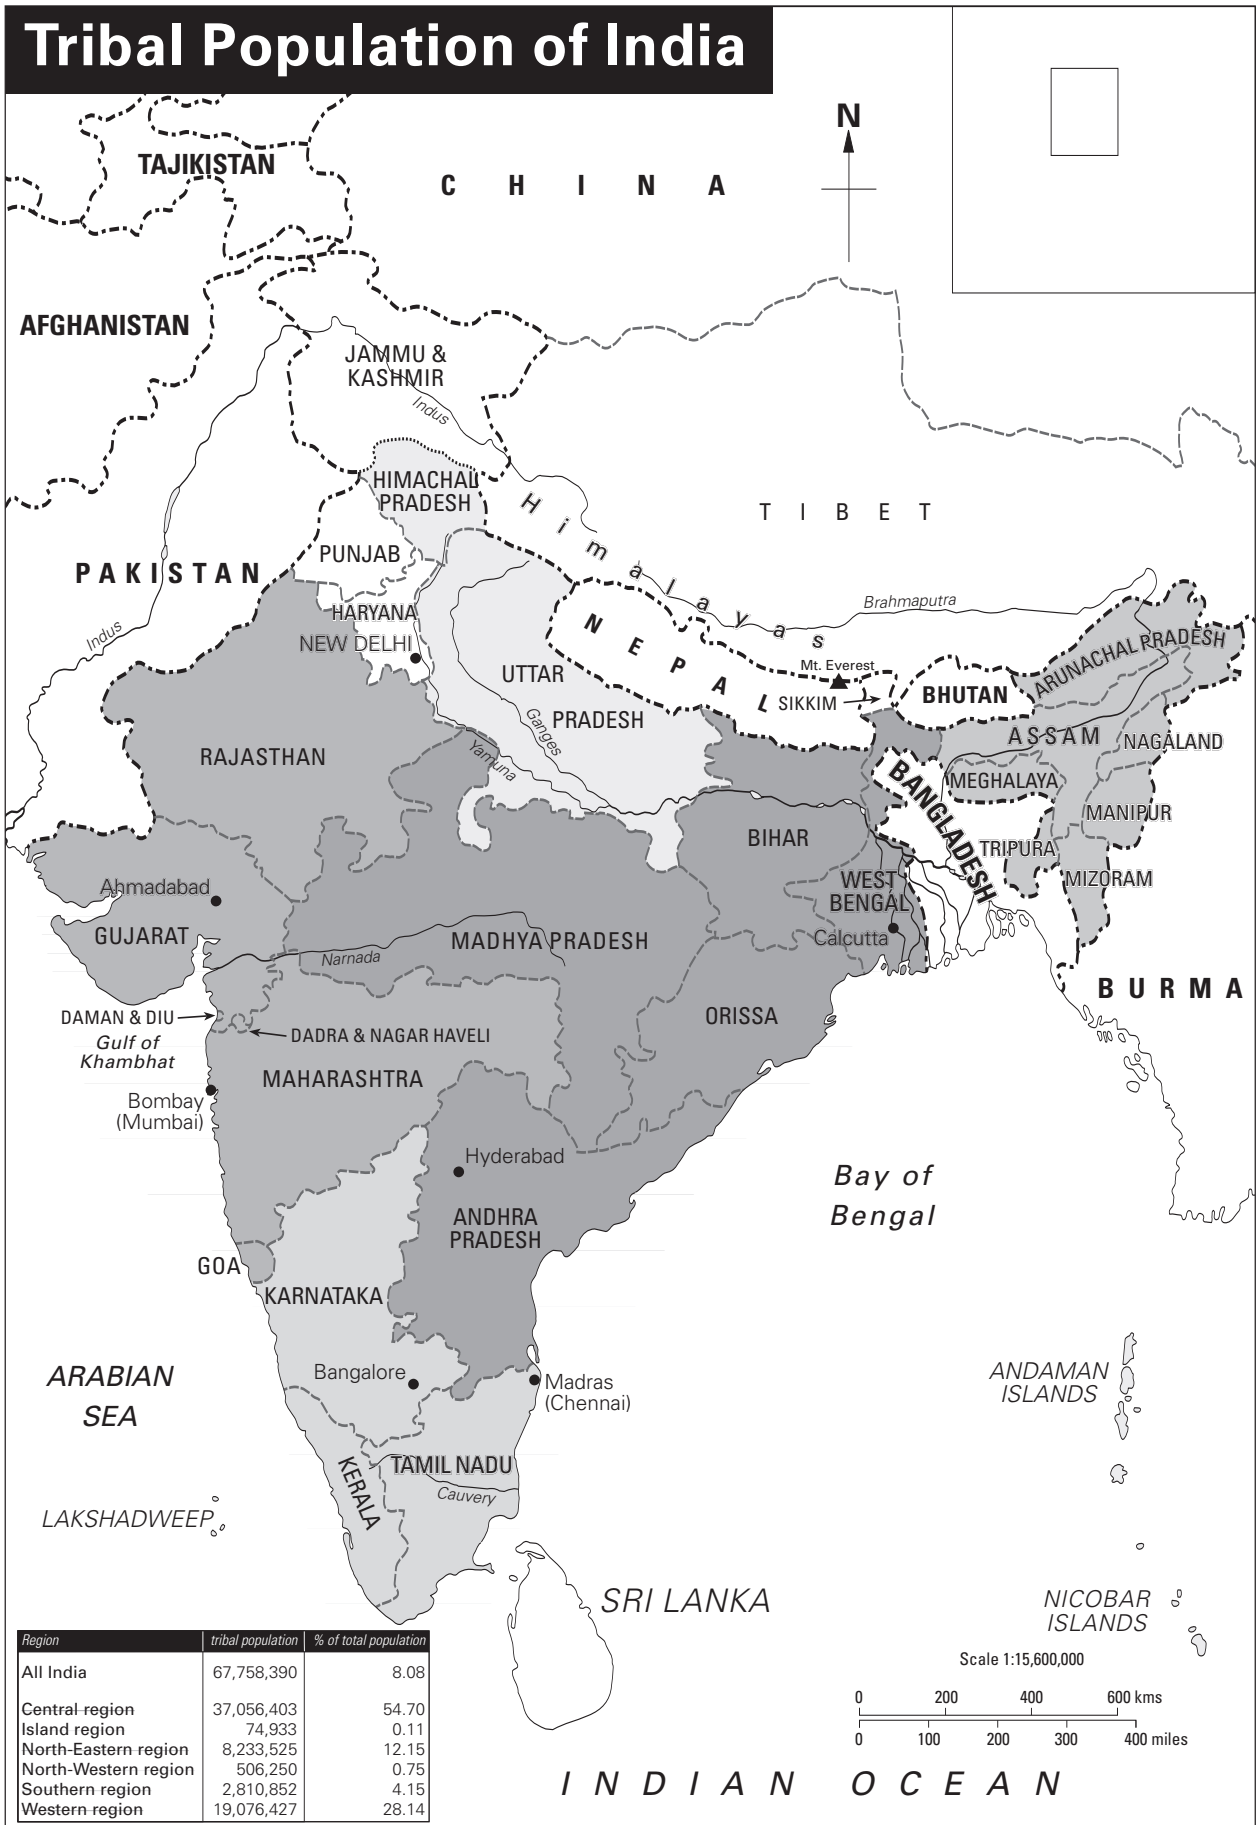 Tribal Population of India
N
TAJIKISTAN
C H I N A
AFGHANISTAN
JAMMU &
KASHMIR
Indus
HIMACHAL
PRADESH
Himalayas
T I B E T
PUNJAB
PAKISTAN
HARYANA
NEW DELHI
Indus
Brahmaputra
NEPAL
Mt. Everest
SIKKIM
BHUTAN
ARUNACHAL PRADESH
UTTAR
PRADESH
Ganges
Yamuna
ASSAM
NAGALAND
RAJASTHAN
BANGLADESH
MEGHALAYA
MANIPUR
BIHAR
TRIPURA
MIZORAM
Ahmadabad
WEST
BENGAL
GUJARAT
MADHYA PRADESH
Calcutta
Narnada
BURMA
DAMAN & DIU
ORISSA
Gulf of
Khambhat
DADRA & NAGAR HAVELI
MAHARASHTRA
Bombay
(Mumbai)
Hyderabad
Bay of
Bengal
ANDHRA
PRADESH
GOA
KARNATAKA
ARABIAN
SEA
Bangalore
Madras
(Chennai)
ANDAMAN
ISLANDS
KERALA
TAMIL NADU
Cauvery
LAKSHADWEEP
SRI LANKA
NICOBAR
ISLANDS
Region tribal population % of total population
All India 67,758,390 8.08
Central region 37,056,403 54.70
Island region 74,933 0.11
North-Eastern region 8,233,525 12.15
North-Western region 506,250 0.75
Southern region 2,810,852 4.15
Western region 19,076,427 28.14
Scale 1:15,600,000
0 200 400 600 kms
0 100 200 300 400 miles
INDIAN OCEAN